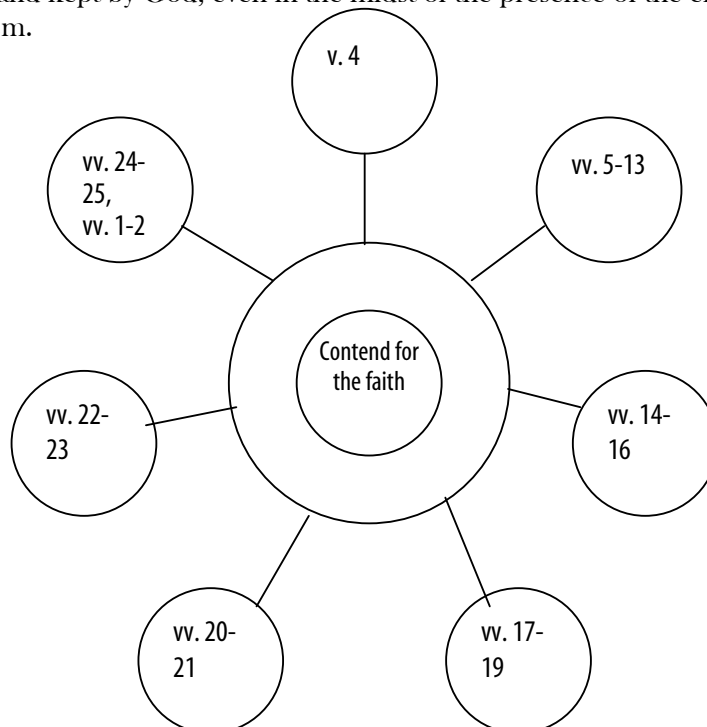 and kept by God, even in the midst of the presence of the
m.
v. 4
vv. 5-13
vv. 14-
16
vv. 17-
19
vv. 20-
21
vv. 22-
23
vv. 24-
25,
vv. 1-2
Contend for
the faith